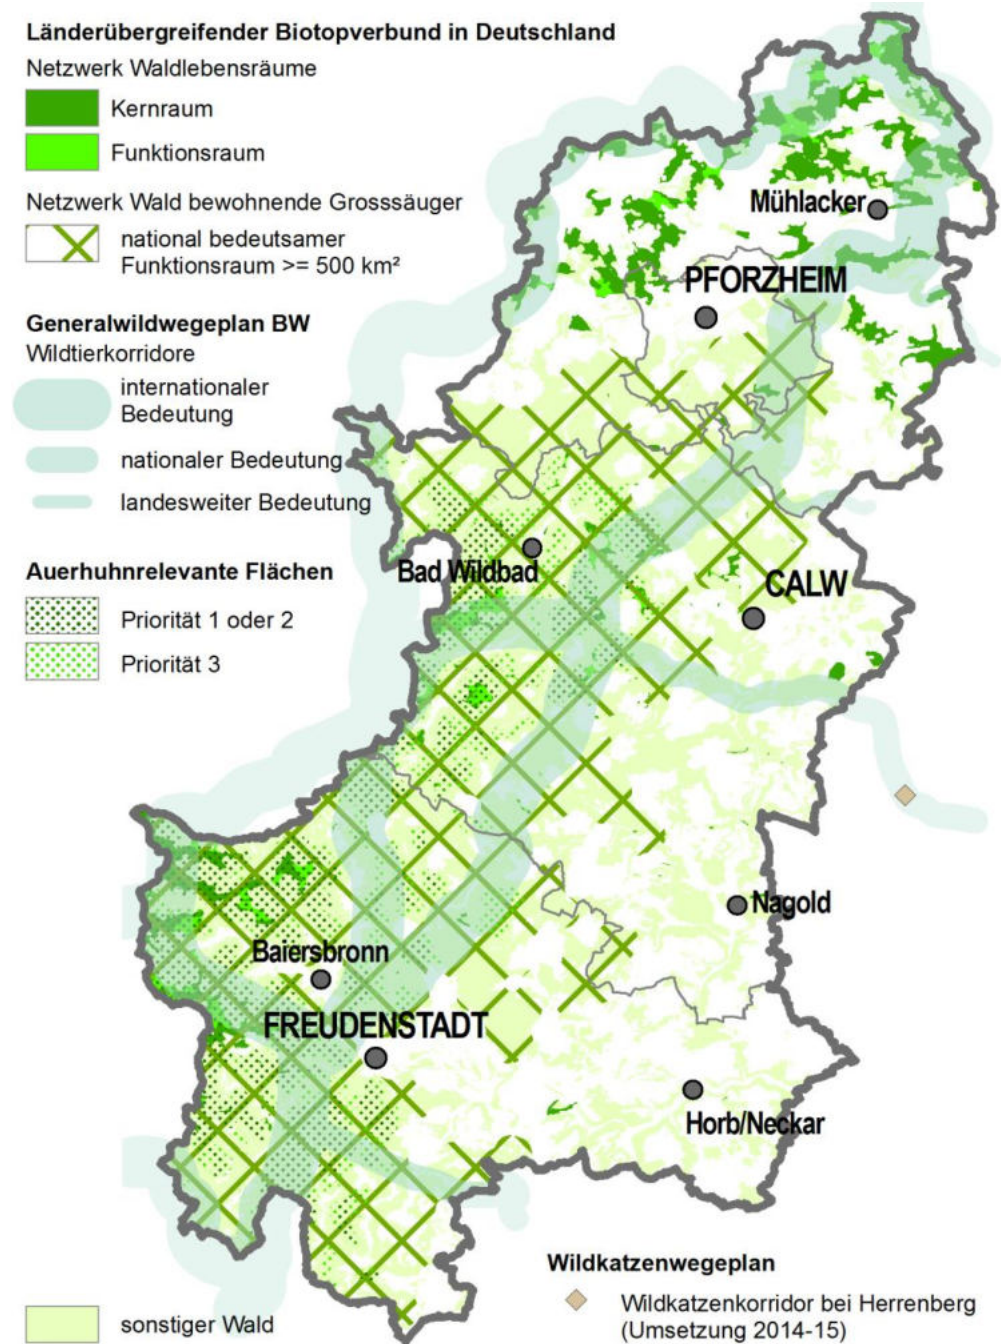 Länderübergreifender Biotopverbund in Deutschland
Netzwerk Waldlebensräume
Kernraum
Funktionsraum
Netzwerk Wald bewohnende Grosssäuger
national bedeutsamer
Funktionsraum >= 500 km²
Generalwildwegeplan BW
Wildtierkorridore
internationaler
Bedeutung
nationaler Bedeutung
landesweiter Bedeutung
Auerhuhnrelevante Flächen
Priorität 1 oder 2
Priorität 3
Mühlacker
PFORZHEIM
Bad Wildbad
CALW
Nagold
Baiersbronn
FREUDENSTADT
Horb/Neckar
Wildkatzenwegeplan
Wildkatzenkorridor bei Herrenberg
(Umsetzung 2014-15)
sonstiger Wald